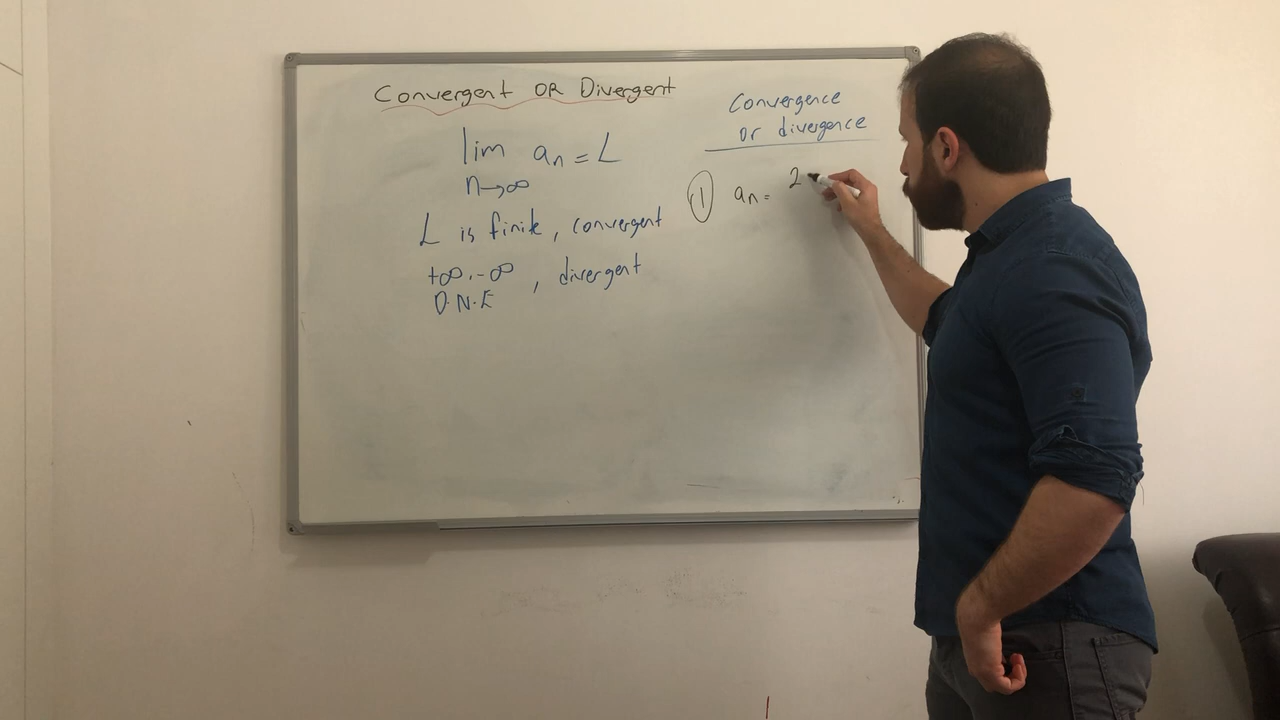 Convergent OR Divergent
lim an = L
n→∞
L is finite, convergent
+∞, -∞ , divergent
D.N.E
Convergence
or divergence
1 an = 2